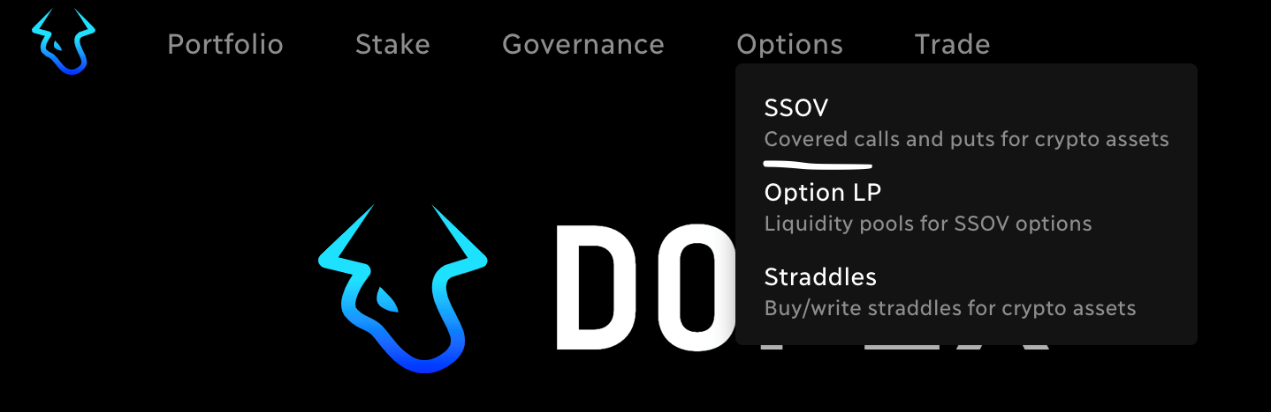 Portfolio Stake Governance Options Trade
SSOV
Covered calls and puts for crypto assets
Option LP
Liquidity pools for SSOV options
Straddles
Buy/write straddles for crypto assets